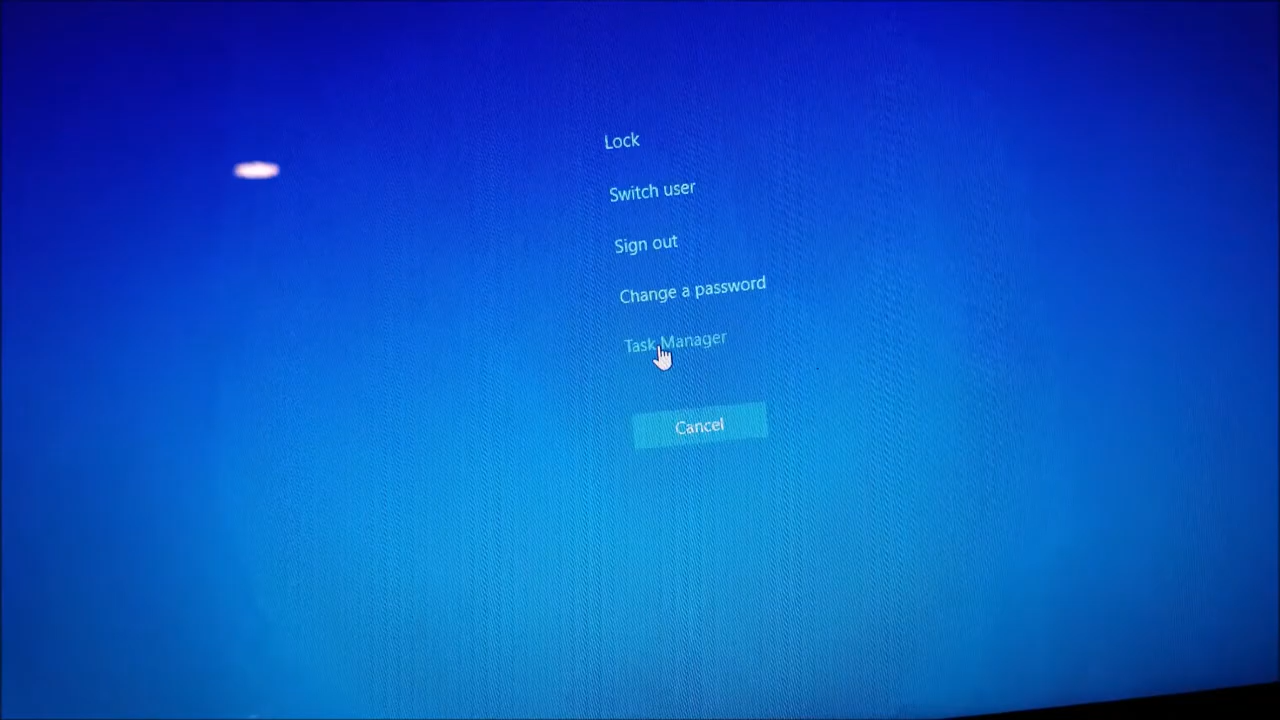 Lock
Switch user
Sign out
Change a password
Task Manager
Cancel